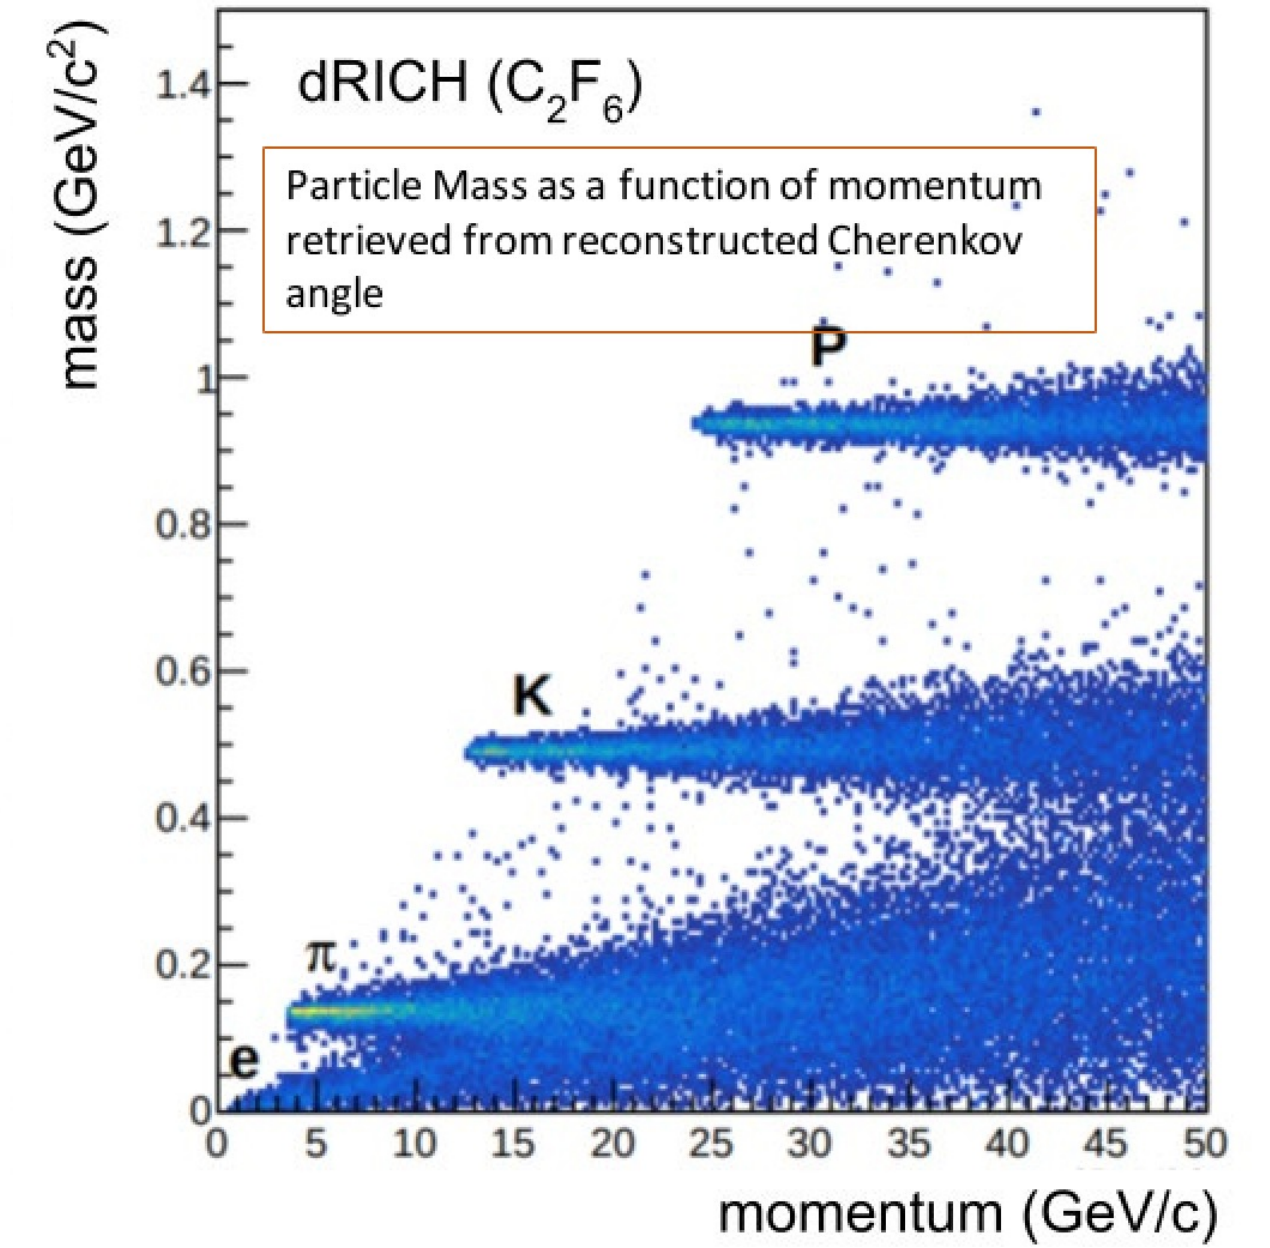 mass (GeV/c²)
dRICH (C₂F₆)
Particle Mass as a function of momentum
retrieved from reconstructed Cherenkov
angle
P
K
π
e
1.4
1.2
1
0.8
0.6
0.4
0.2
0
0 5 10 15 20 25 30 35 40 45 50
momentum (GeV/c)